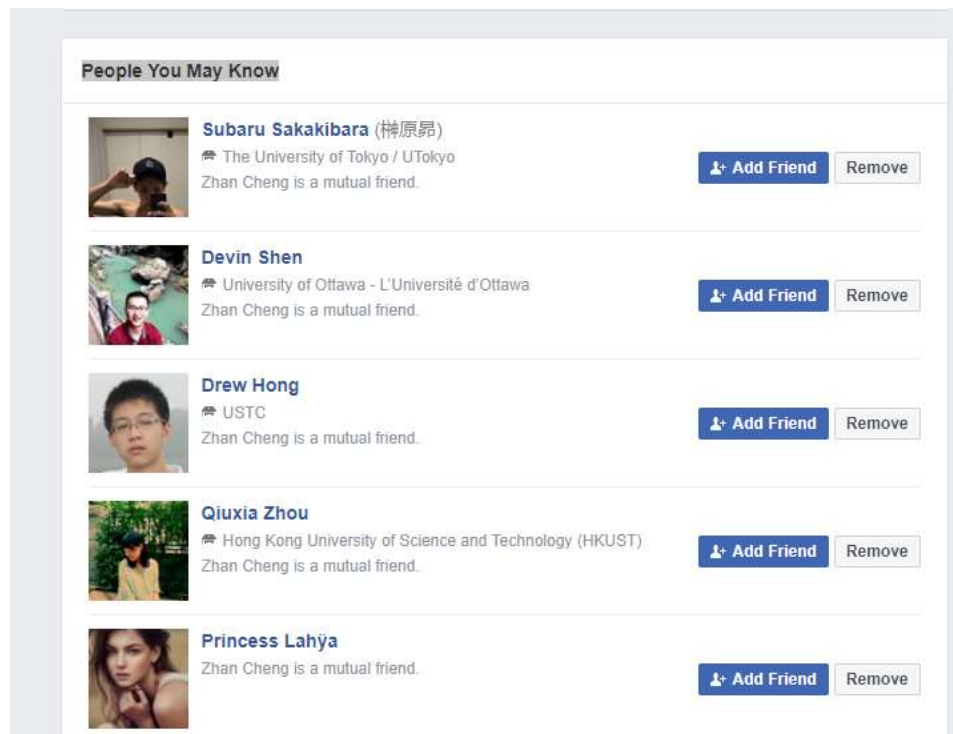 People You May Know
Subaru Sakakibara (榊原昴)
The University of Tokyo / UTokyo
Zhan Cheng is a mutual friend.
Add Friend
Remove
Devin Shen
University of Ottawa - L'Université d'Ottawa
Zhan Cheng is a mutual friend.
Add Friend
Remove
Drew Hong
USTC
Zhan Cheng is a mutual friend.
Add Friend
Remove
Qiuxia Zhou
Hong Kong University of Science and Technology (HKUST)
Zhan Cheng is a mutual friend.
Add Friend
Remove
Princess Lahÿa
Zhan Cheng is a mutual friend.
Add Friend
Remove